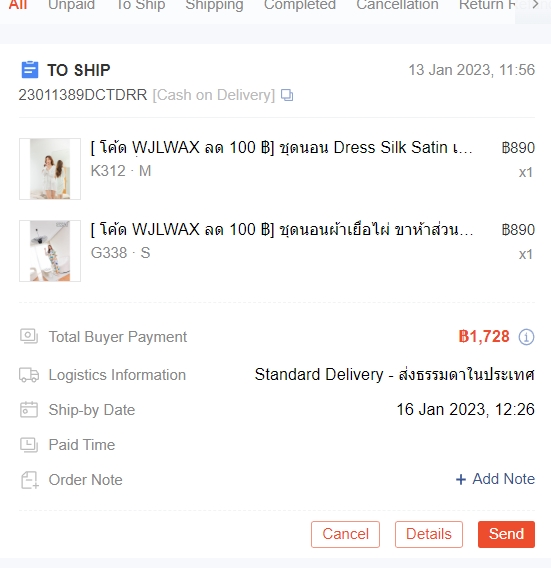 All Unpaid To Ship Shipping Completed Cancellation Return
TO SHIP 13 Jan 2023, 11:56
23011389DCTDRR [Cash on Delivery]
[ โค้ด WJLWAX ลด 100 ฿] ชุดนอน Dress Silk Satin เ... ฿890
K312 · M x1
[ โค้ด WJLWAX ลด 100 ฿] ชุดนอนผ้าเยื่อไผ่ ขาห้าส่วน... ฿890
G338 · S x1
Total Buyer Payment ฿1,728
Logistics Information Standard Delivery - ส่งธรรมดาในประเทศ
Ship-by Date 16 Jan 2023, 12:26
Paid Time
Order Note + Add Note
Cancel Details Send